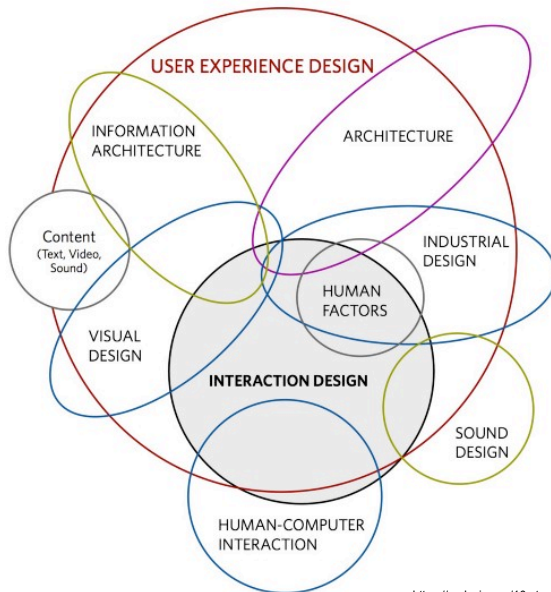 USER EXPERIENCE DESIGN
INFORMATION
ARCHITECTURE
ARCHITECTURE
Content
(Text, Video,
Sound)
INDUSTRIAL
DESIGN
HUMAN
FACTORS
VISUAL
DESIGN
INTERACTION DESIGN
SOUND
DESIGN
HUMAN-COMPUTER
INTERACTION